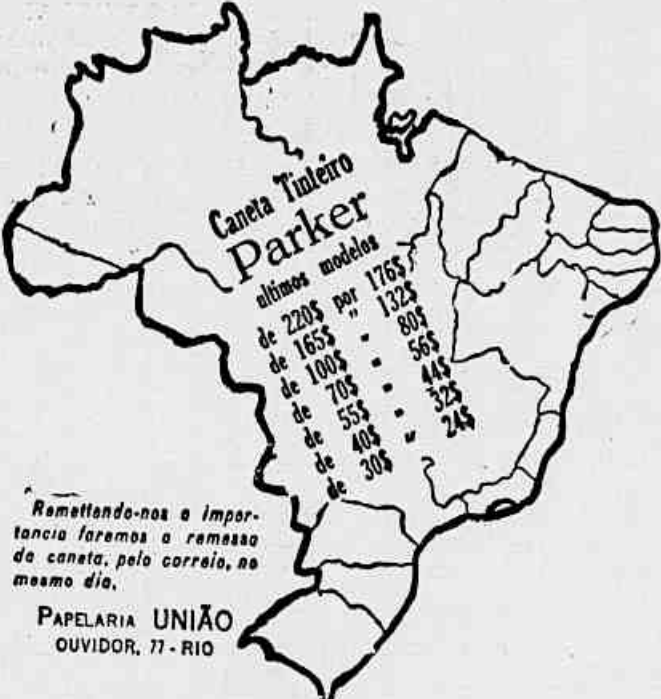 Caneta Tinteiro
Parker
ultimos modelos
de 220$ por 176$
de 165$ " 132$
de 100$ " 80$
de 70$ " 56$
de 55$ " 44$
de 40$ " 32$
de 30$ " 24$
Remettendo-nos a impor-
tancia faremos a remessa
da caneta, pelo correio, no
mesmo dia.
PAPELARIA UNIÃO
OUVIDOR, 77 - RIO